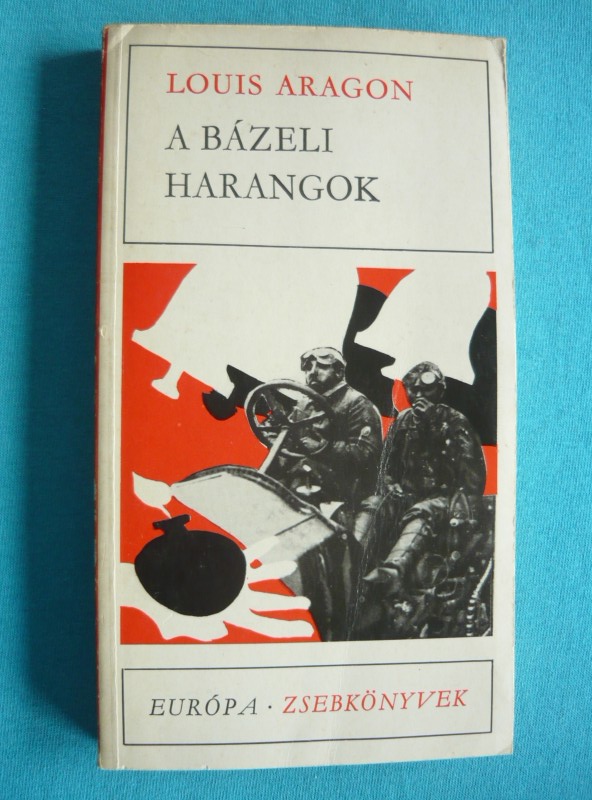 LOUIS ARAGON
A BÁZELI
HARANGOK
EURÓPA · ZSEBKÖNYVEK